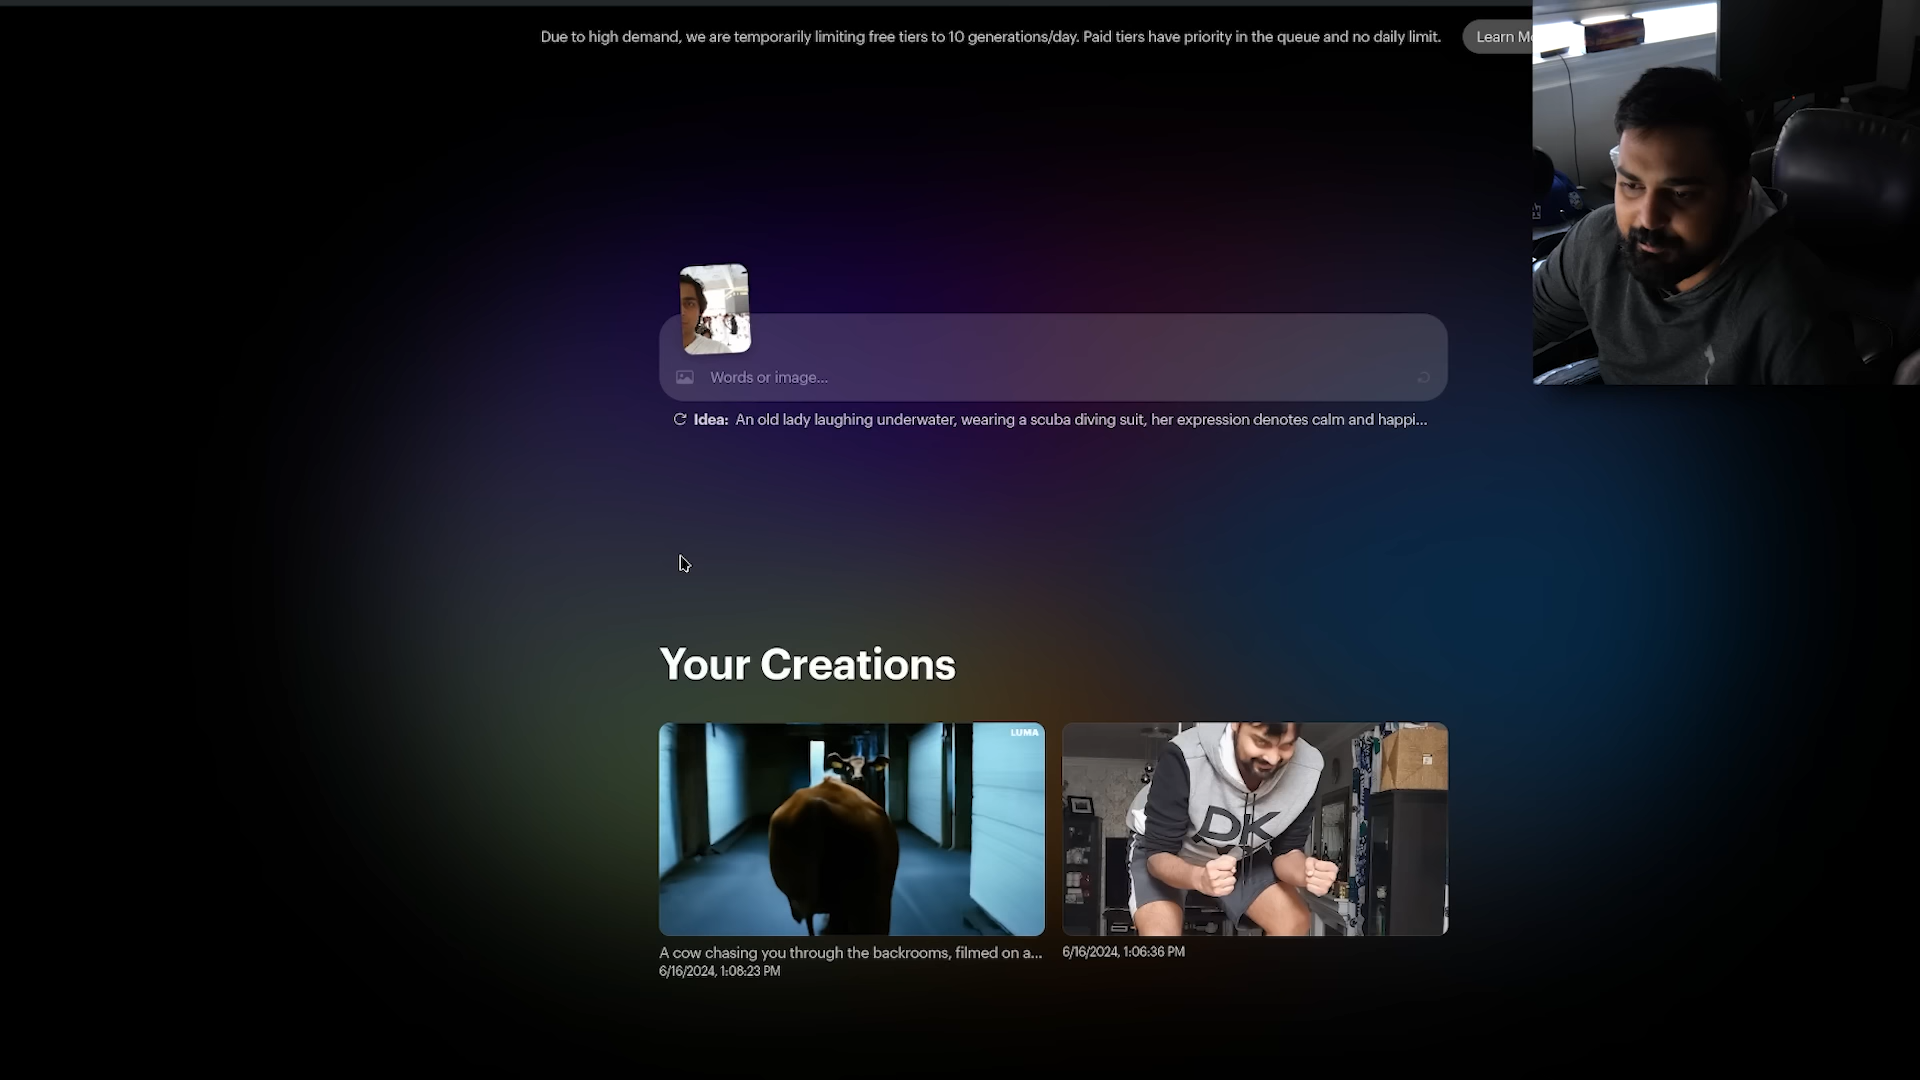 Due to high demand, we are temporarily limiting free tiers to 10 generations/day. Paid tiers have priority in the queue and no daily limit.
Learn M
Words or image...
Idea: An old lady laughing underwater, wearing a scuba diving suit, her expression denotes calm and happi...
Your Creations
LUMA
DK
A cow chasing you through the backrooms, filmed on a...
6/16/2024, 1:08:23 PM
6/16/2024, 1:06:36 PM